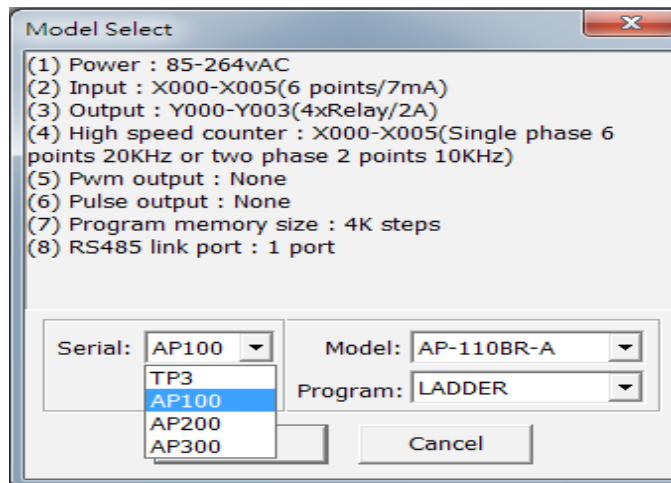 Model Select
(1) Power : 85-264vAC
(2) Input : X000-X005(6 points/7mA)
(3) Output : Y000-Y003(4xRelay/2A)
(4) High speed counter : X000-X005(Single phase 6
points 20KHz or two phase 2 points 10KHz)
(5) Pwm output : None
(6) Pulse output : None
(7) Program memory size : 4K steps
(8) RS485 link port : 1 port
Serial: AP100
Model: AP-110BR-A
TP3
AP100
AP200
AP300
Program: LADDER
Cancel